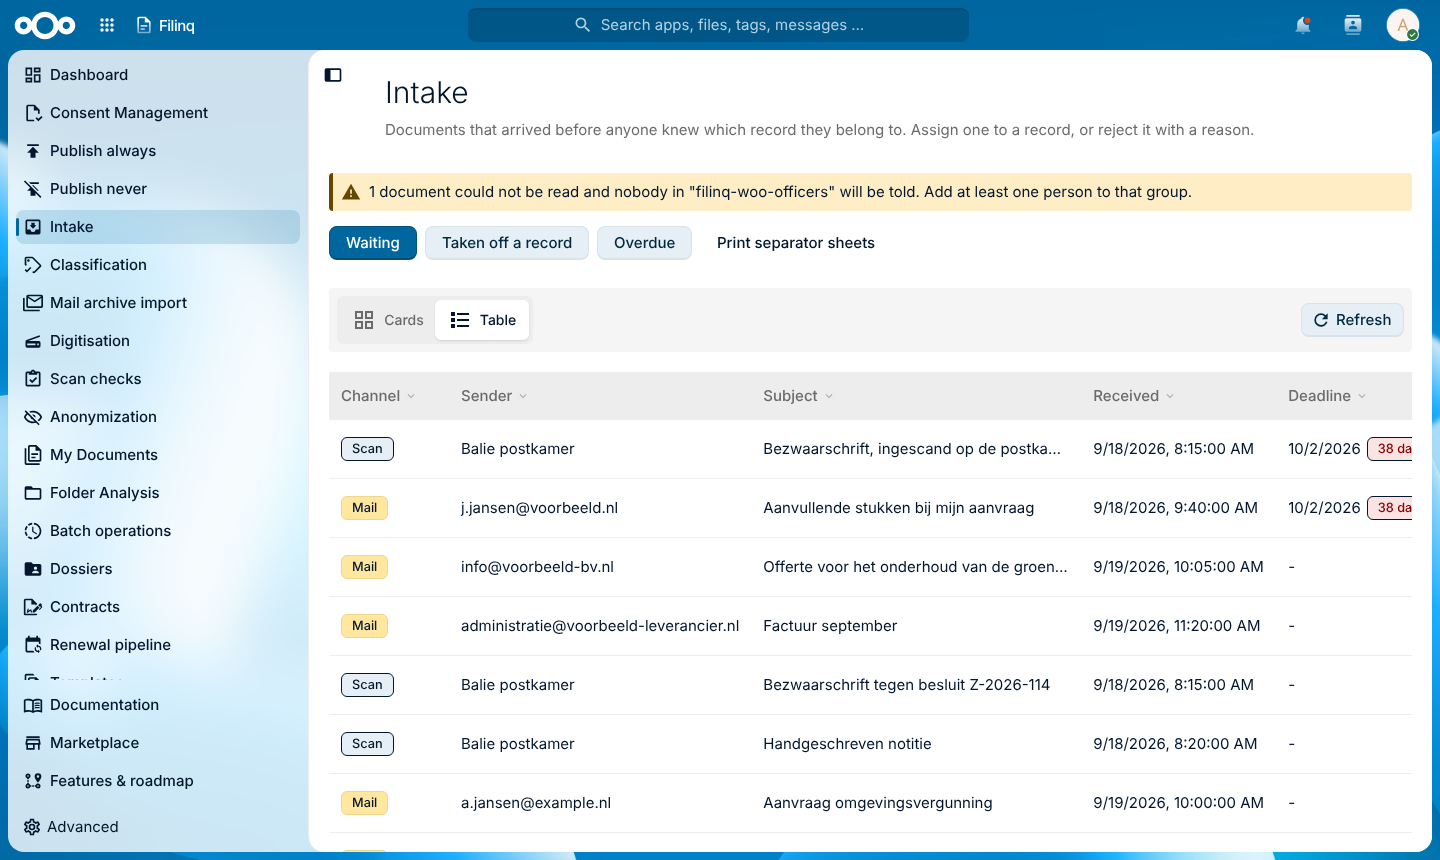 Filinq
Search apps, files, tags, messages ...
A
Dashboard
Consent Management
Publish always
Publish never
Intake
Classification
Mail archive import
Digitisation
Scan checks
Anonymization
My Documents
Folder Analysis
Batch operations
Dossiers
Contracts
Renewal pipeline
Documentation
Marketplace
Features & roadmap
Advanced
Intake
Documents that arrived before anyone knew which record they belong to. Assign one to a record, or reject it with a reason.
1 document could not be read and nobody in "filinq-woo-officers" will be told. Add at least one person to that group.
Waiting Taken off a record Overdue Print separator sheets
Cards Table Refresh
Channel Sender Subject Received Deadline
Scan Balie postkamer Bezwaarschrift, ingescand op de postka... 9/18/2026, 8:15:00 AM 10/2/2026 38 da
Mail j.jansen@voorbeeld.nl Aanvullende stukken bij mijn aanvraag 9/18/2026, 9:40:00 AM 10/2/2026 38 da
Mail info@voorbeeld-bv.nl Offerte voor het onderhoud van de groen... 9/19/2026, 10:05:00 AM -
Mail administratie@voorbeeld-leverancier.nl Factuur september 9/19/2026, 11:20:00 AM -
Scan Balie postkamer Bezwaarschrift tegen besluit Z-2026-114 9/18/2026, 8:15:00 AM -
Scan Balie postkamer Handgeschreven notitie 9/18/2026, 8:20:00 AM -
Mail a.jansen@example.nl Aanvraag omgevingsvergunning 9/19/2026, 10:00:00 AM -